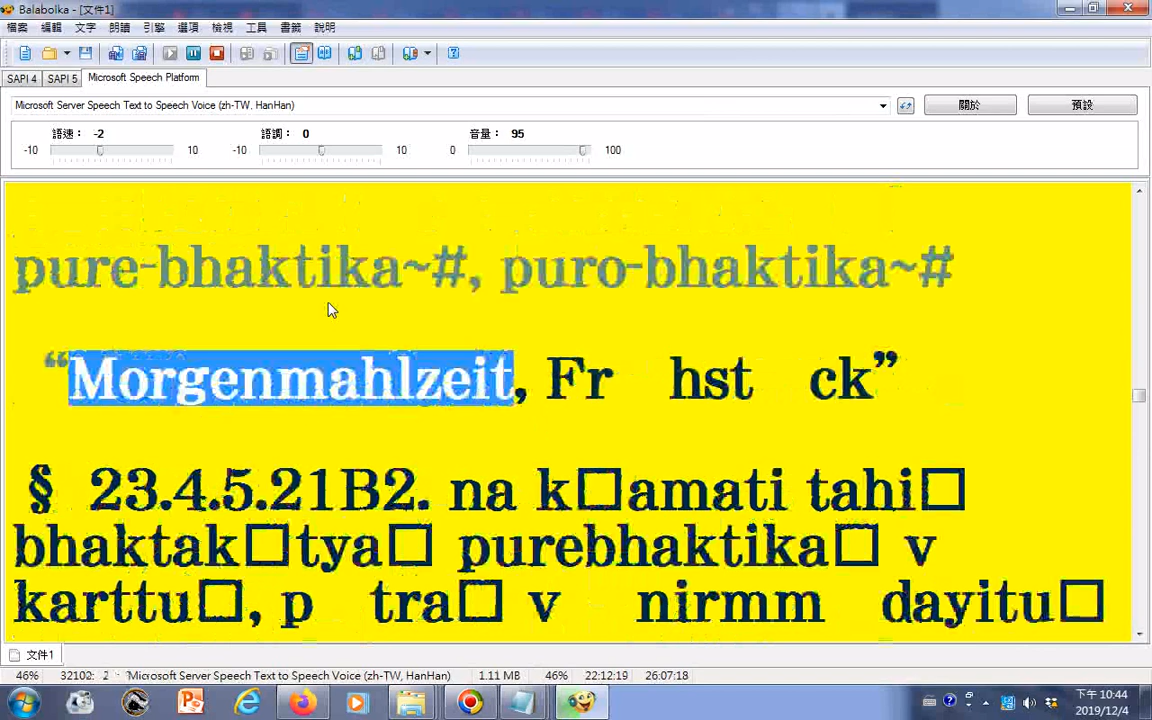 Balabolka - [文件1]
檔案 編輯 文字 朗讀 引擎 選項 檢視 工具 書籤 說明
SAPI 4 SAPI 5 Microsoft Speech Platform
Microsoft Server Speech Text to Speech Voice (zh-TW, HanHan) 關於 預設
語速： -2 語調： 0 音量： 95
-10 10 -10 10 0 100
pure-bhaktika~#, puro-bhaktika~#
“Morgenmahlzeit, Fr hst ck”
§ 23.4.5.21B2. na k□amati tahi□
bhaktak□tya□ purebhaktika□ v
karttu□, p tra□ v nirmm dayitu□
文件1
46% Microsoft Server Speech Text to Speech Voice (zh-TW, HanHan) 1.11 MB 46% 22:12:19 26:07:18
下午 10:44
2019/12/4